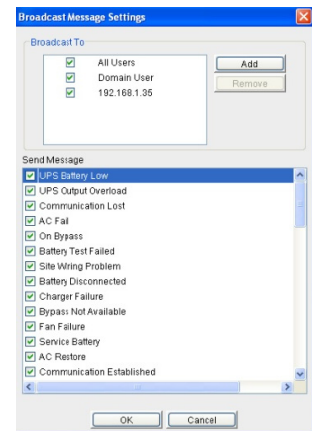 Broadcast Message Settings
Broadcast To
All Users
Domain User
192.168.1.35
Add
Remove
Send Message
UPS Battery Low
UPS Output Overload
Communication Lost
AC Fail
On Bypass
Battery Test Failed
Site Wring Problem
Battery Disconnected
Charger Failure
Bypass Not Available
Fan Failure
Service Battery
AC Restore
Communication Established
OK
Cancel